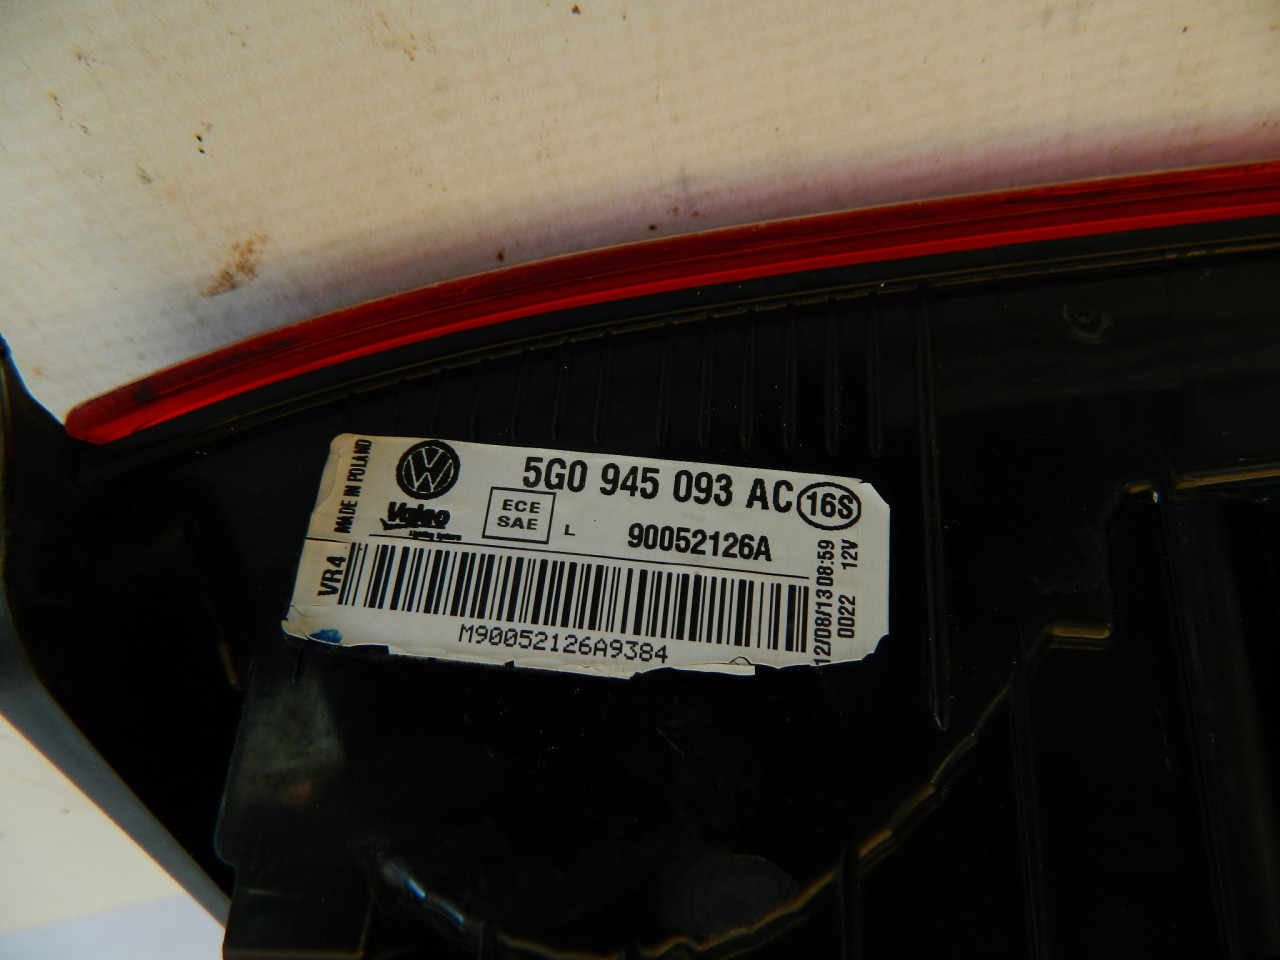 MADE IN POLAND
5G0 945 093 AC 16S
Valeo
ECE
SAE
L
90052126A
VR4
M90052126A9384
12/08/13 08:59
0022 12V